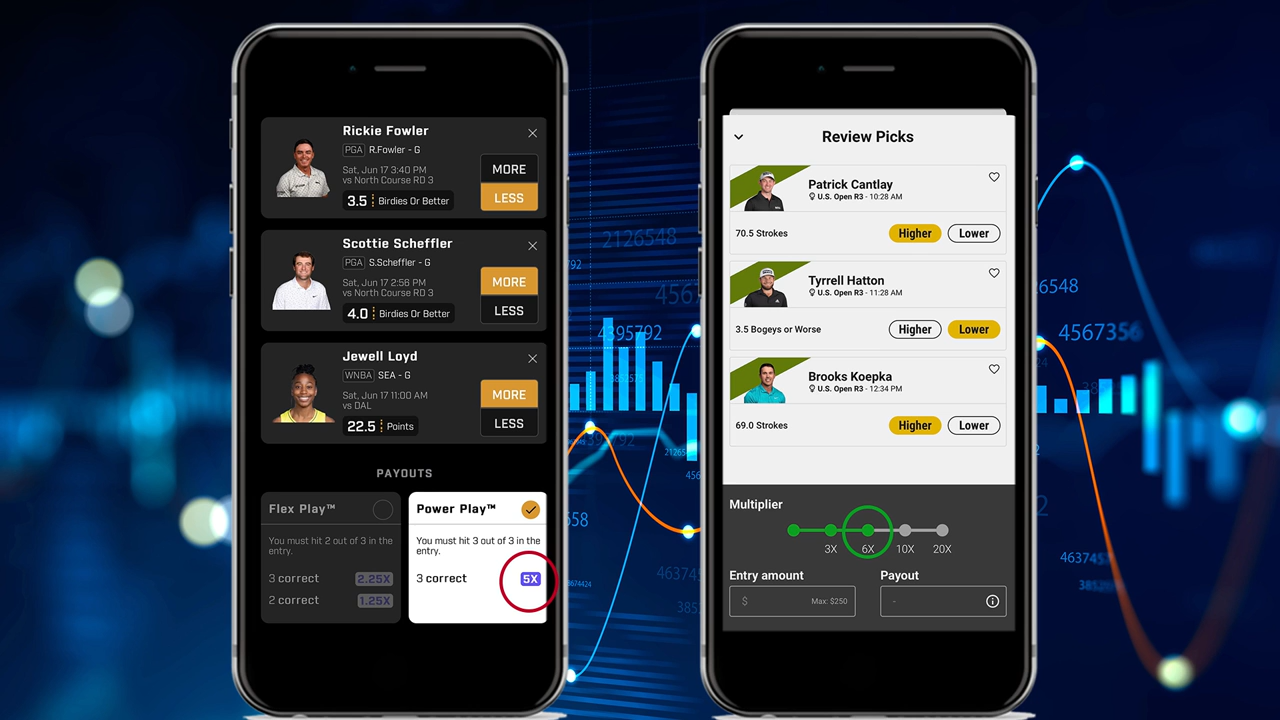 Rickie Fowler
PGA R.Fowler - G
Sat, Jun 17 3:40 PM
vs North Course RD 3
3.5 Birdies Or Better
MORE
LESS
Scottie Scheffler
PGA S.Scheffler - G
Sat, Jun 17 2:56 PM
vs North Course RD 3
4.0 Birdies Or Better
MORE
LESS
Jewell Loyd
WNBA SEA - G
Sat, Jun 17 11:00 AM
vs DAL
22.5 Points
MORE
LESS
PAYOUTS
Flex Play™
You must hit 2 out of 3 in the
entry.
3 correct 2.25X
2 correct 1.25X
Power Play™
You must hit 3 out of 3 in the
entry.
3 correct 5X
Review Picks
Patrick Cantlay
U.S. Open R3 - 10:28 AM
70.5 Strokes Higher Lower
Tyrrell Hatton
U.S. Open R3 - 11:28 AM
3.5 Bogeys or Worse Higher Lower
Brooks Koepka
U.S. Open R3 - 12:34 PM
69.0 Strokes Higher Lower
Multiplier
3X 6X 10X 20X
Entry amount Payout
$ Max: $250 -
2126548
4567
4395792
6548
4567356